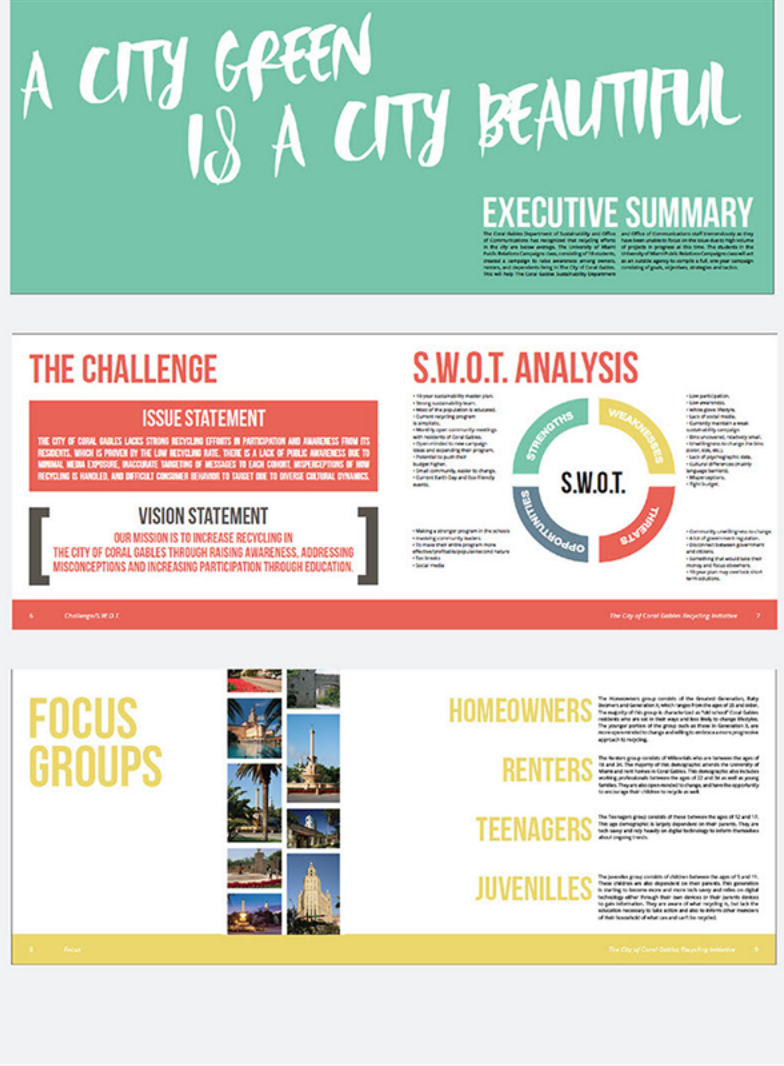 A CITY GREEN
IS A CITY BEAUTIFUL
EXECUTIVE SUMMARY
The Coral Gables Department of Sustainability and Office
of Communications has recognized that recycling efforts
in the city are below average. The University of Miami
Public Relations Campaigns class, consisting of 18 students,
created a campaign to raise awareness among owners,
renters, and dependents living in The City of Coral Gables.
This will help The Coral Gables Sustainability Department
and Office of Communications staff tremendously as they
have been unable to focus on the issue due to high volume
of projects in progress at this time. The students in the
University of Miami Public Relations Campaigns class will act
as an outside agency to compile a full, one year campaign
consisting of goals, objectives, strategies and tactics.
THE CHALLENGE
ISSUE STATEMENT
THE CITY OF CORAL GABLES LACKS STRONG RECYCLING EFFORTS IN PARTICIPATION AND AWARENESS FROM ITS
RESIDENTS, WHICH IS PROVEN BY THE LOW RECYCLING RATE. THERE IS A LACK OF PUBLIC AWARENESS DUE TO
MINIMAL MEDIA EXPOSURE, INACCURATE TARGETING OF MESSAGES TO EACH COHORT, MISPERCEPTIONS OF HOW
RECYCLING IS HANDLED, AND DIFFICULT CONSUMER BEHAVIOR TO TARGET DUE TO DIVERSE CULTURAL DYNAMICS.
VISION STATEMENT
OUR MISSION IS TO INCREASE RECYCLING IN
THE CITY OF CORAL GABLES THROUGH RAISING AWARENESS, ADDRESSING
MISCONCEPTIONS AND INCREASING PARTICIPATION THROUGH EDUCATION.
6 Challenge/S.W.O.T.
S.W.O.T. ANALYSIS
• 10 year sustainability master plan.
• Strong sustainability team.
• Most of the population is educated.
• Current recycling program
is simplistic.
• Monthly open community meetings
with residents of Coral Gables.
• Open minded to new campaign
ideas and expanding their program.
• Potential to push their
budget higher.
• Small community, easier to change.
• Current Earth Day and Eco friendly
events.
STRENGTHS
WEAKNESSES
S.W.O.T.
OPPORTUNITIES
THREATS
• Low participation.
• Low awareness.
• White glove lifestyle.
• Lack of social media.
• Currently maintain a weak
sustainability campaign
• Bins uncovered, relatively small.
• Unwillingness to change the bins
(color, size, etc.).
• Lack of psychographic data.
• Cultural differences (mainly
language barriers).
• Misperceptions.
• Tight budget.
• Making a stronger program in the schools
• Involving community leaders
• To make their entire program more
effective/profitable/popular/second nature
• Tax breaks
• Social media
• Community unwillingness to change
• A lot of government regulation.
• Disconnect between government
and citizens.
• Something that would take their
money and focus elsewhere.
• 10 year plan may overlook short
term solutions.
The City of Coral Gables Recycling Initiative 7
FOCUS
GROUPS
8 Focus
HOMEOWNERS
The Homeowners group consists of the Greatest Generation, Baby
Boomers and Generation X, which ranges from the ages of 35 and older.
The majority of this group is characterized as "old school" Coral Gables
residents who are set in their ways and less likely to change lifestyles.
The younger portion of the group such as those in Generation X, are
more open minded to change and willing to embrace a more progressive
approach to recycling.
RENTERS
The Renters group consists of Millennials who are between the ages of
18 and 34. The majority of this demographic attends the University of
Miami and rent homes in Coral Gables. This demographic also includes
working professionals between the ages of 22 and 34 as well as young
families. They are also open minded to change, and have the opportunity
to encourage their children to recycle as well.
TEENAGERS
The Teenagers group consists of those between the ages of 12 and 17.
This age demographic is largely dependent on their parents. They are
tech savvy and rely heavily on digital technology to inform themselves
about ongoing trends.
JUVENILLES
The Juveniles group consists of children between the ages of 5 and 11.
These children are also dependent on their parents. This generation
is starting to become more and more tech savvy and relies on digital
technology either through their own devices or their parents devices
to gain information. They are aware of what recycling is, but lack the
education necessary to take action and also to inform other members
of their household of what can and can't be recycled.
The City of Coral Gables Recycling Initiative 9